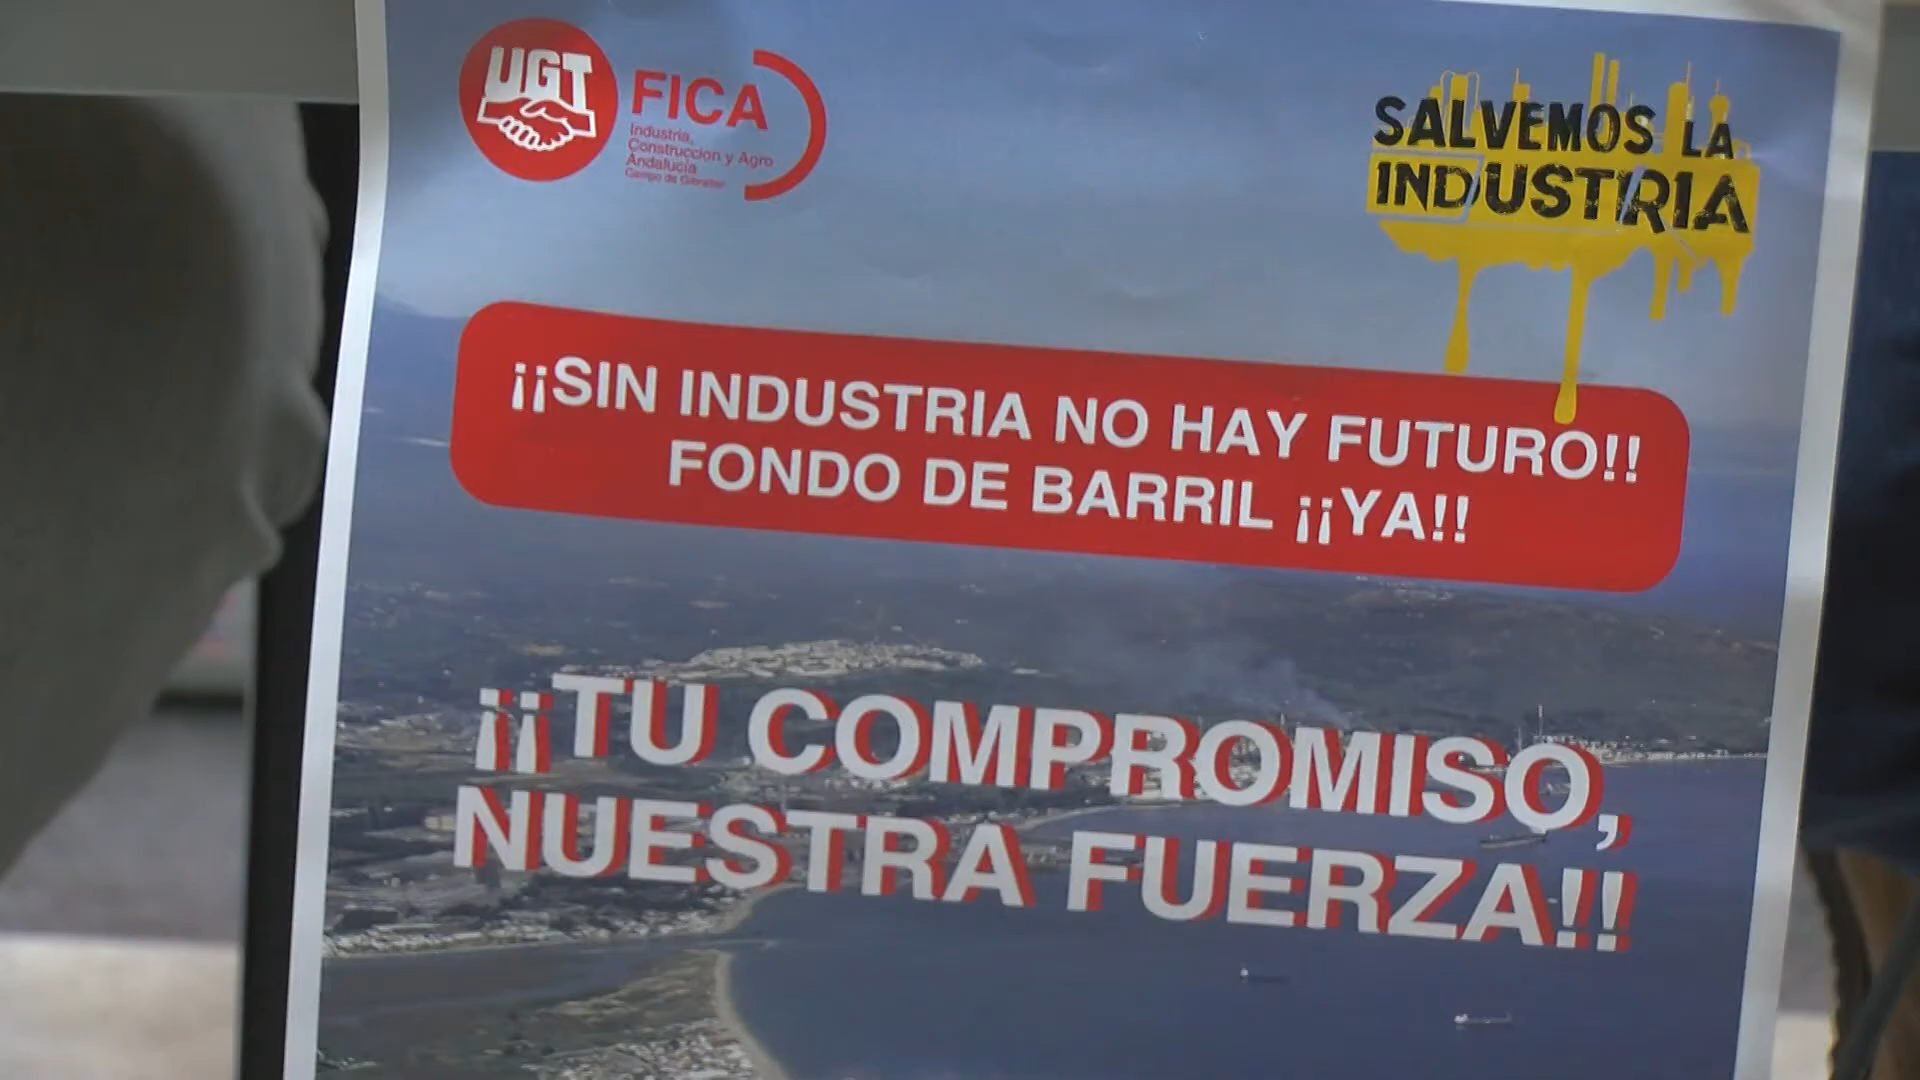 UGT
FICA
Industria,
Construccion y Agro
Andalucía
Campo de Gibraltar
SALVEMOS LA
INDUSTRIA
¡¡SIN INDUSTRIA NO HAY FUTURO!!
FONDO DE BARRIL ¡¡YA!!
¡¡TU COMPROMISO,
NUESTRA FUERZA!!